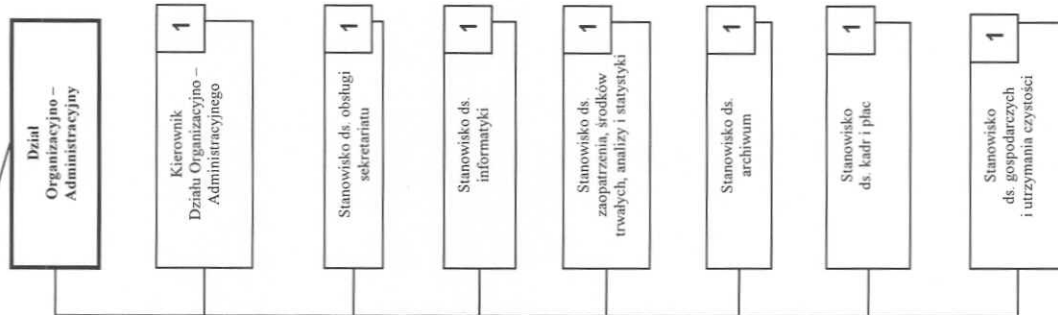 Dział
Organizacyjno –
Administracyjny
Kierownik
Działu Organizacyjno –
Administracyjnego
1
Stanowisko ds. obsługi
sekretariatu
1
Stanowisko ds.
informatyki
1
Stanowisko ds.
zaopatrzenia, środków
trwałych, analizy i statystyki
1
Stanowisko ds.
archiwum
1
Stanowisko
ds. kadr i płac
1
Stanowisko
ds. gospodarczych
i utrzymania czystości
1